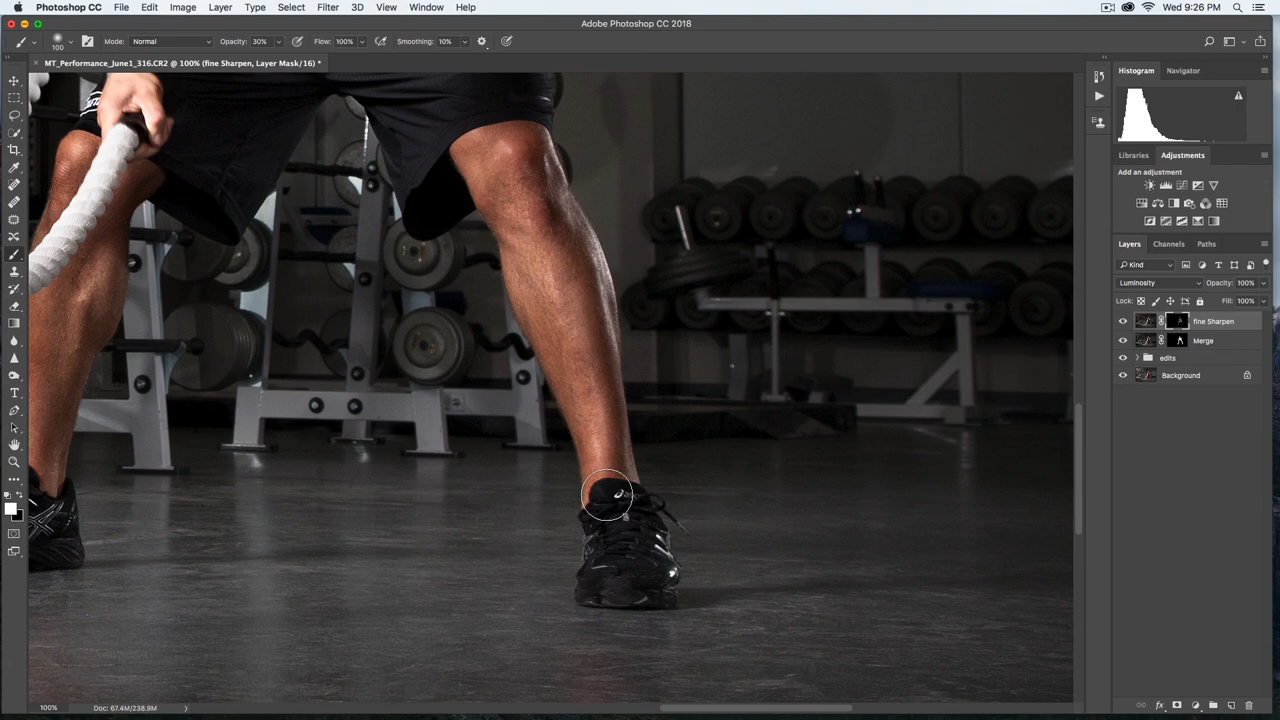 Photoshop CC File Edit Image Layer Type Select Filter 3D View Window Help Wed 9:26 PM
Adobe Photoshop CC 2018
100 Mode: Normal Opacity: 30% Flow: 100% Smoothing: 10%
MT_Performance_June1_316.CR2 @ 100% (fine Sharpen, Layer Mask/16) *
Histogram Navigator
Libraries Adjustments
Add an adjustment
Layers Channels Paths
Kind
Luminosity Opacity: 100%
Lock: Fill: 100%
fine Sharpen
Merge
edits
Background
100% Doc: 67.4M/238.9M